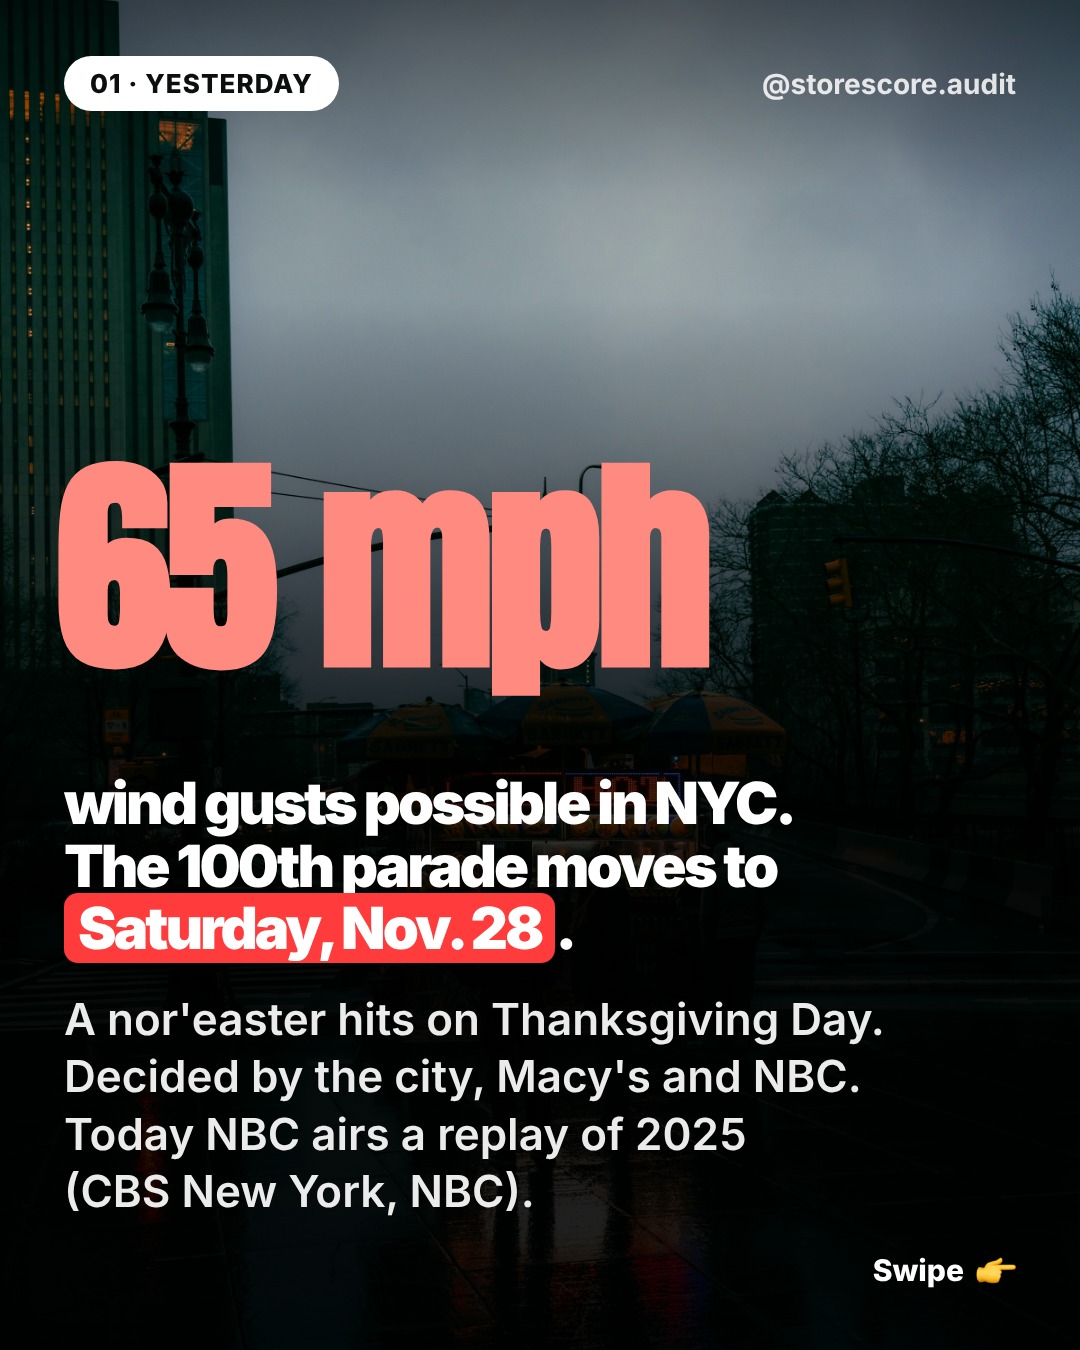 01 · YESTERDAY
@storescore.audit
65 mph
wind gusts possible in NYC.
The 100th parade moves to
Saturday, Nov. 28.
A nor'easter hits on Thanksgiving Day.
Decided by the city, Macy's and NBC.
Today NBC airs a replay of 2025
(CBS New York, NBC).
Swipe 👉